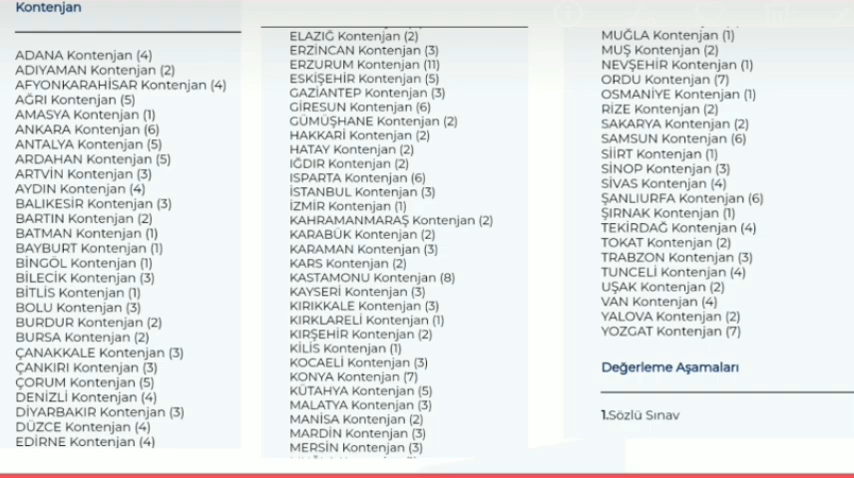 Kontenjan
ADANA Kontenjan (4)
ADIYAMAN Kontenjan (2)
AFYONKARAHİSAR Kontenjan (4)
AĞRI Kontenjan (5)
AMASYA Kontenjan (1)
ANKARA Kontenjan (6)
ANTALYA Kontenjan (5)
ARDAHAN Kontenjan (5)
ARTVİN Kontenjan (3)
AYDIN Kontenjan (4)
BALIKESİR Kontenjan (3)
BARTIN Kontenjan (2)
BATMAN Kontenjan (1)
BAYBURT Kontenjan (1)
BİNGÖL Kontenjan (1)
BİLECİK Kontenjan (3)
BİTLİS Kontenjan (1)
BOLU Kontenjan (3)
BURDUR Kontenjan (2)
BURSA Kontenjan (2)
ÇANAKKALE Kontenjan (3)
ÇANKIRI Kontenjan (3)
ÇORUM Kontenjan (5)
DENİZLİ Kontenjan (4)
DİYARBAKIR Kontenjan (3)
DÜZCE Kontenjan (4)
EDİRNE Kontenjan (4)
ELAZIĞ Kontenjan (2)
ERZİNCAN Kontenjan (3)
ERZURUM Kontenjan (11)
ESKİŞEHİR Kontenjan (5)
GAZİANTEP Kontenjan (3)
GİRESUN Kontenjan (6)
GÜMÜŞHANE Kontenjan (2)
HAKKARİ Kontenjan (2)
HATAY Kontenjan (2)
IĞDIR Kontenjan (2)
ISPARTA Kontenjan (6)
İSTANBUL Kontenjan (3)
İZMİR Kontenjan (1)
KAHRAMANMARAŞ Kontenjan (2)
KARABÜK Kontenjan (2)
KARAMAN Kontenjan (3)
KARS Kontenjan (2)
KASTAMONU Kontenjan (8)
KAYSERİ Kontenjan (3)
KIRIKKALE Kontenjan (3)
KIRKLARELİ Kontenjan (1)
KIRŞEHİR Kontenjan (2)
KİLİS Kontenjan (1)
KOCAELİ Kontenjan (3)
KONYA Kontenjan (7)
KÜTAHYA Kontenjan (5)
MALATYA Kontenjan (3)
MANİSA Kontenjan (2)
MARDİN Kontenjan (3)
MERSİN Kontenjan (3)
MUĞLA Kontenjan (1)
MUŞ Kontenjan (2)
NEVŞEHİR Kontenjan (1)
ORDU Kontenjan (7)
OSMANİYE Kontenjan (1)
RİZE Kontenjan (2)
SAKARYA Kontenjan (2)
SAMSUN Kontenjan (6)
SİİRT Kontenjan (1)
SİNOP Kontenjan (3)
SİVAS Kontenjan (4)
ŞANLIURFA Kontenjan (6)
ŞIRNAK Kontenjan (1)
TEKİRDAĞ Kontenjan (4)
TOKAT Kontenjan (2)
TRABZON Kontenjan (3)
TUNCELİ Kontenjan (4)
UŞAK Kontenjan (2)
VAN Kontenjan (4)
YALOVA Kontenjan (2)
YOZGAT Kontenjan (7)
Değerleme Aşamaları
1.Sözlü Sınav